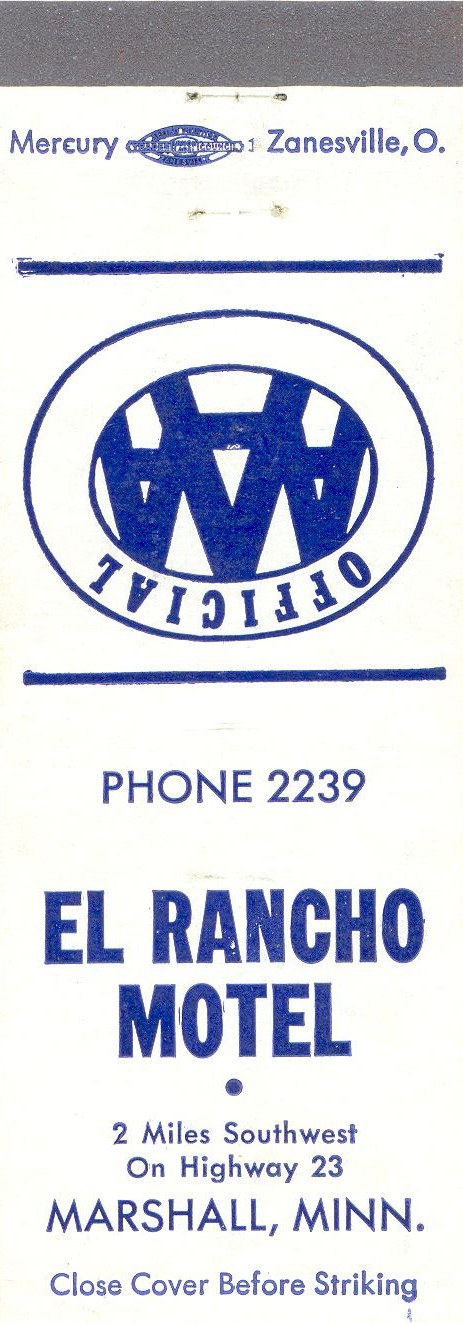 Mercury Zanesville, O.
AAA
OFFICIAL
PHONE 2239
EL RANCHO
MOTEL
•
2 Miles Southwest
On Highway 23
MARSHALL, MINN.
Close Cover Before Striking